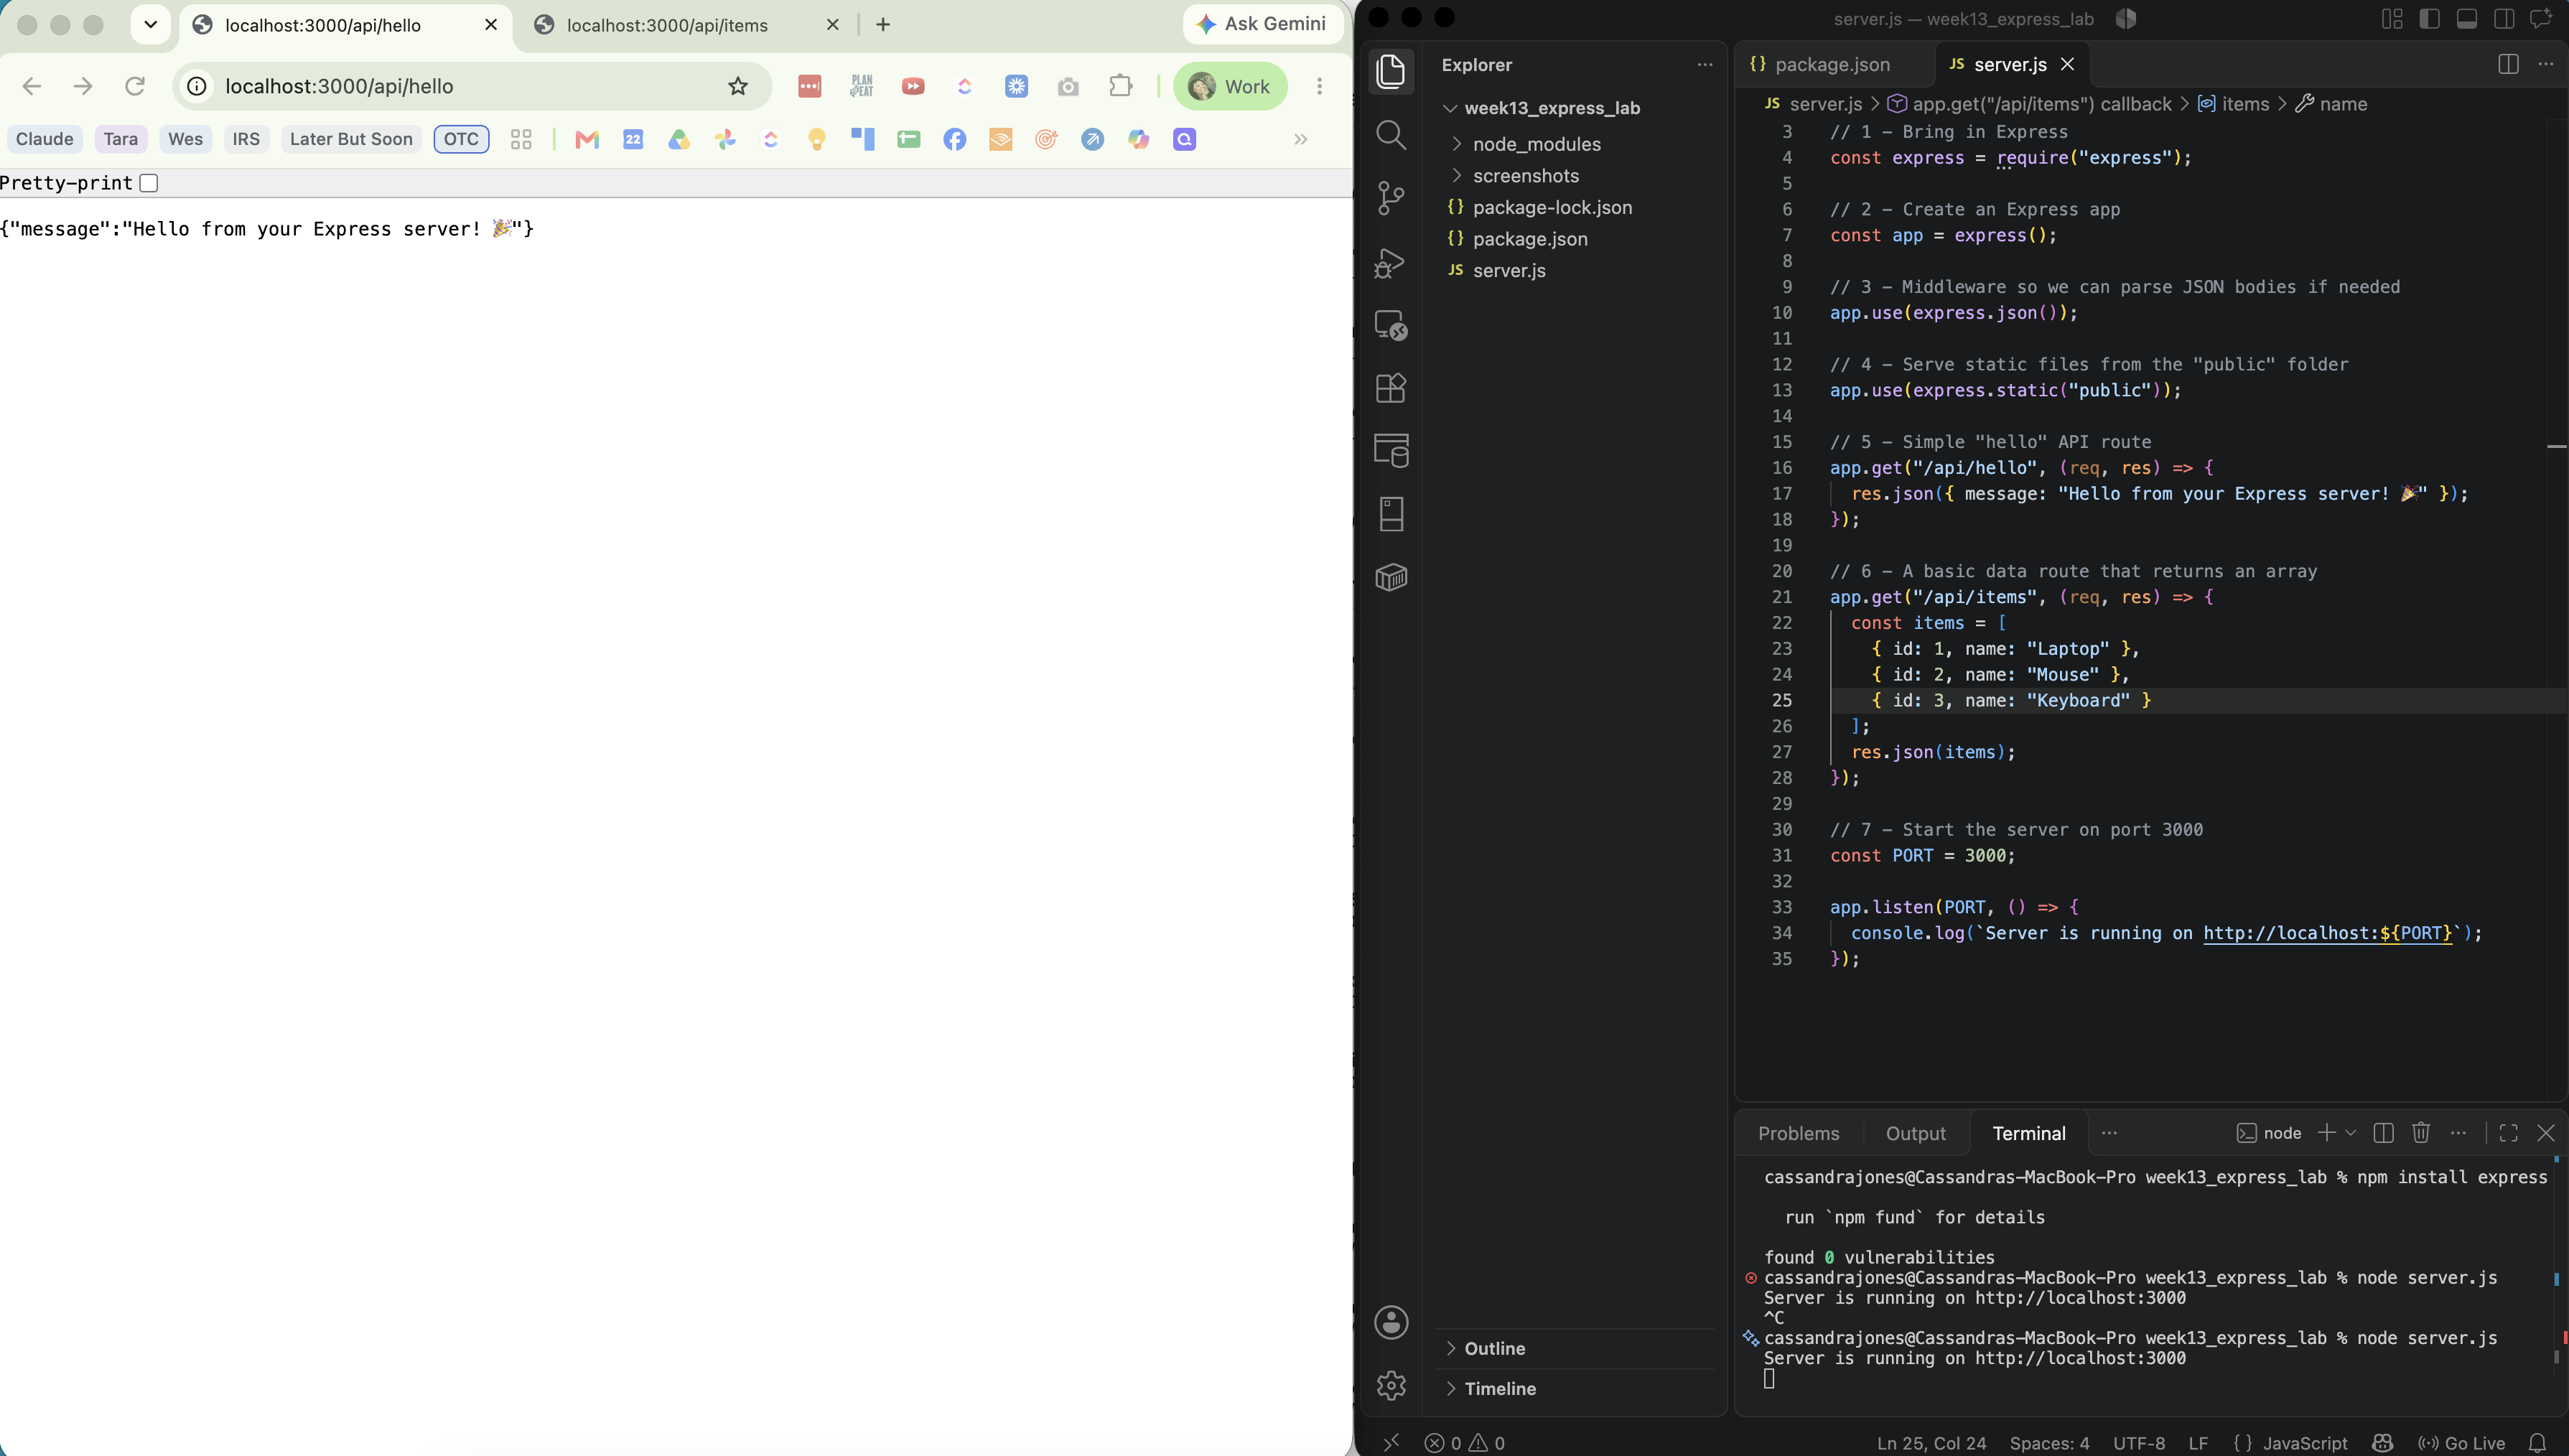 localhost:3000/api/hello
localhost:3000/api/items
Ask Gemini
localhost:3000/api/hello
PLAN TO EAT
Work
Claude
Tara
Wes
IRS
Later But Soon
OTC
22
Pretty-print
{"message":"Hello from your Express server! 🎉"}
server.js — week13_express_lab
Explorer
week13_express_lab
node_modules
screenshots
{} package-lock.json
{} package.json
JS server.js
Outline
Timeline
{} package.json
JS server.js
JS server.js > app.get("/api/items") callback > items > name
3 // 1 - Bring in Express
4 const express = require("express");
5
6 // 2 - Create an Express app
7 const app = express();
8
9 // 3 - Middleware so we can parse JSON bodies if needed
10 app.use(express.json());
11
12 // 4 - Serve static files from the "public" folder
13 app.use(express.static("public"));
14
15 // 5 - Simple "hello" API route
16 app.get("/api/hello", (req, res) => {
17   res.json({ message: "Hello from your Express server! 🎉" });
18 });
19
20 // 6 - A basic data route that returns an array
21 app.get("/api/items", (req, res) => {
22   const items = [
23     { id: 1, name: "Laptop" },
24     { id: 2, name: "Mouse" },
25     { id: 3, name: "Keyboard" }
26   ];
27   res.json(items);
28 });
29
30 // 7 - Start the server on port 3000
31 const PORT = 3000;
32
33 app.listen(PORT, () => {
34   console.log(`Server is running on http://localhost:${PORT}`);
35 });
Problems
Output
Terminal
node
cassandrajones@Cassandras-MacBook-Pro week13_express_lab % npm install express
run `npm fund` for details
found 0 vulnerabilities
cassandrajones@Cassandras-MacBook-Pro week13_express_lab % node server.js
Server is running on http://localhost:3000
^C
cassandrajones@Cassandras-MacBook-Pro week13_express_lab % node server.js
Server is running on http://localhost:3000
0 0
Ln 25, Col 24
Spaces: 4
UTF-8
LF
{} JavaScript
Go Live